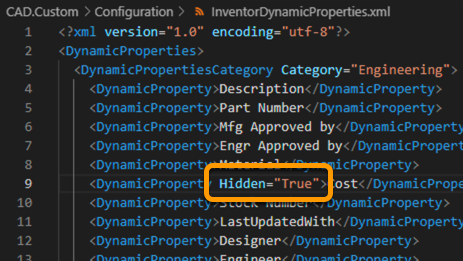 CAD.Custom > Configuration > InventorDynamicProperties.xml
1 <?xml version="1.0" encoding="utf-8"?>
2 <DynamicProperties>
3 <DynamicPropertiesCategory Category="Engineering">
4 <DynamicProperty>Description</DynamicProperty>
5 <DynamicProperty>Part Number</DynamicProperty>
6 <DynamicProperty>Mfg Approved by</DynamicProperty>
7 <DynamicProperty>Engr Approved by</DynamicProperty>
8 <DynamicProperty>Material</DynamicProperty>
9 <DynamicProperty Hidden="True">Cost</DynamicPrope
10 <DynamicProperty>Stock Number</DynamicProperty>
11 <DynamicProperty>LastUpdatedWith</DynamicProperty>
12 <DynamicProperty>Designer</DynamicProperty>
13 <DynamicProperty>Engineer</DynamicProperty>